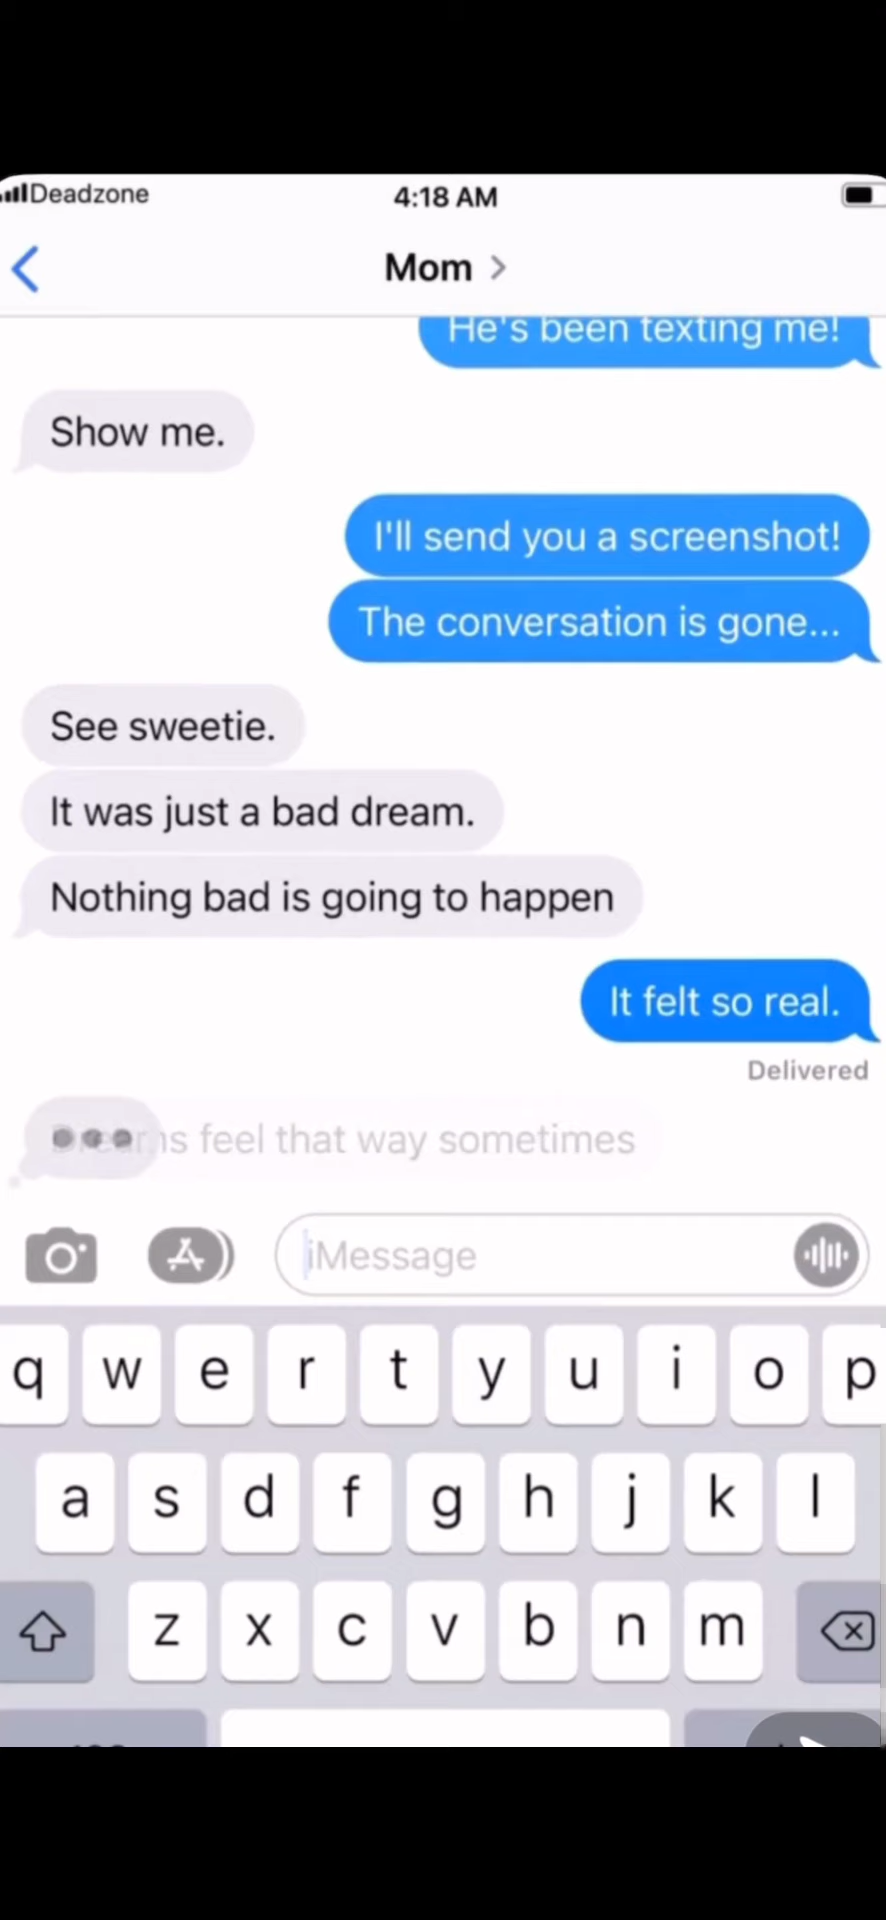 Deadzone 4:18 AM
Mom
He's been texting me!
Show me.
I'll send you a screenshot!
The conversation is gone...
See sweetie.
It was just a bad dream.
Nothing bad is going to happen
It felt so real.
Delivered
Dreams feel that way sometimes
iMessage
q w e r t y u i o p
a s d f g h j k l
z x c v b n m